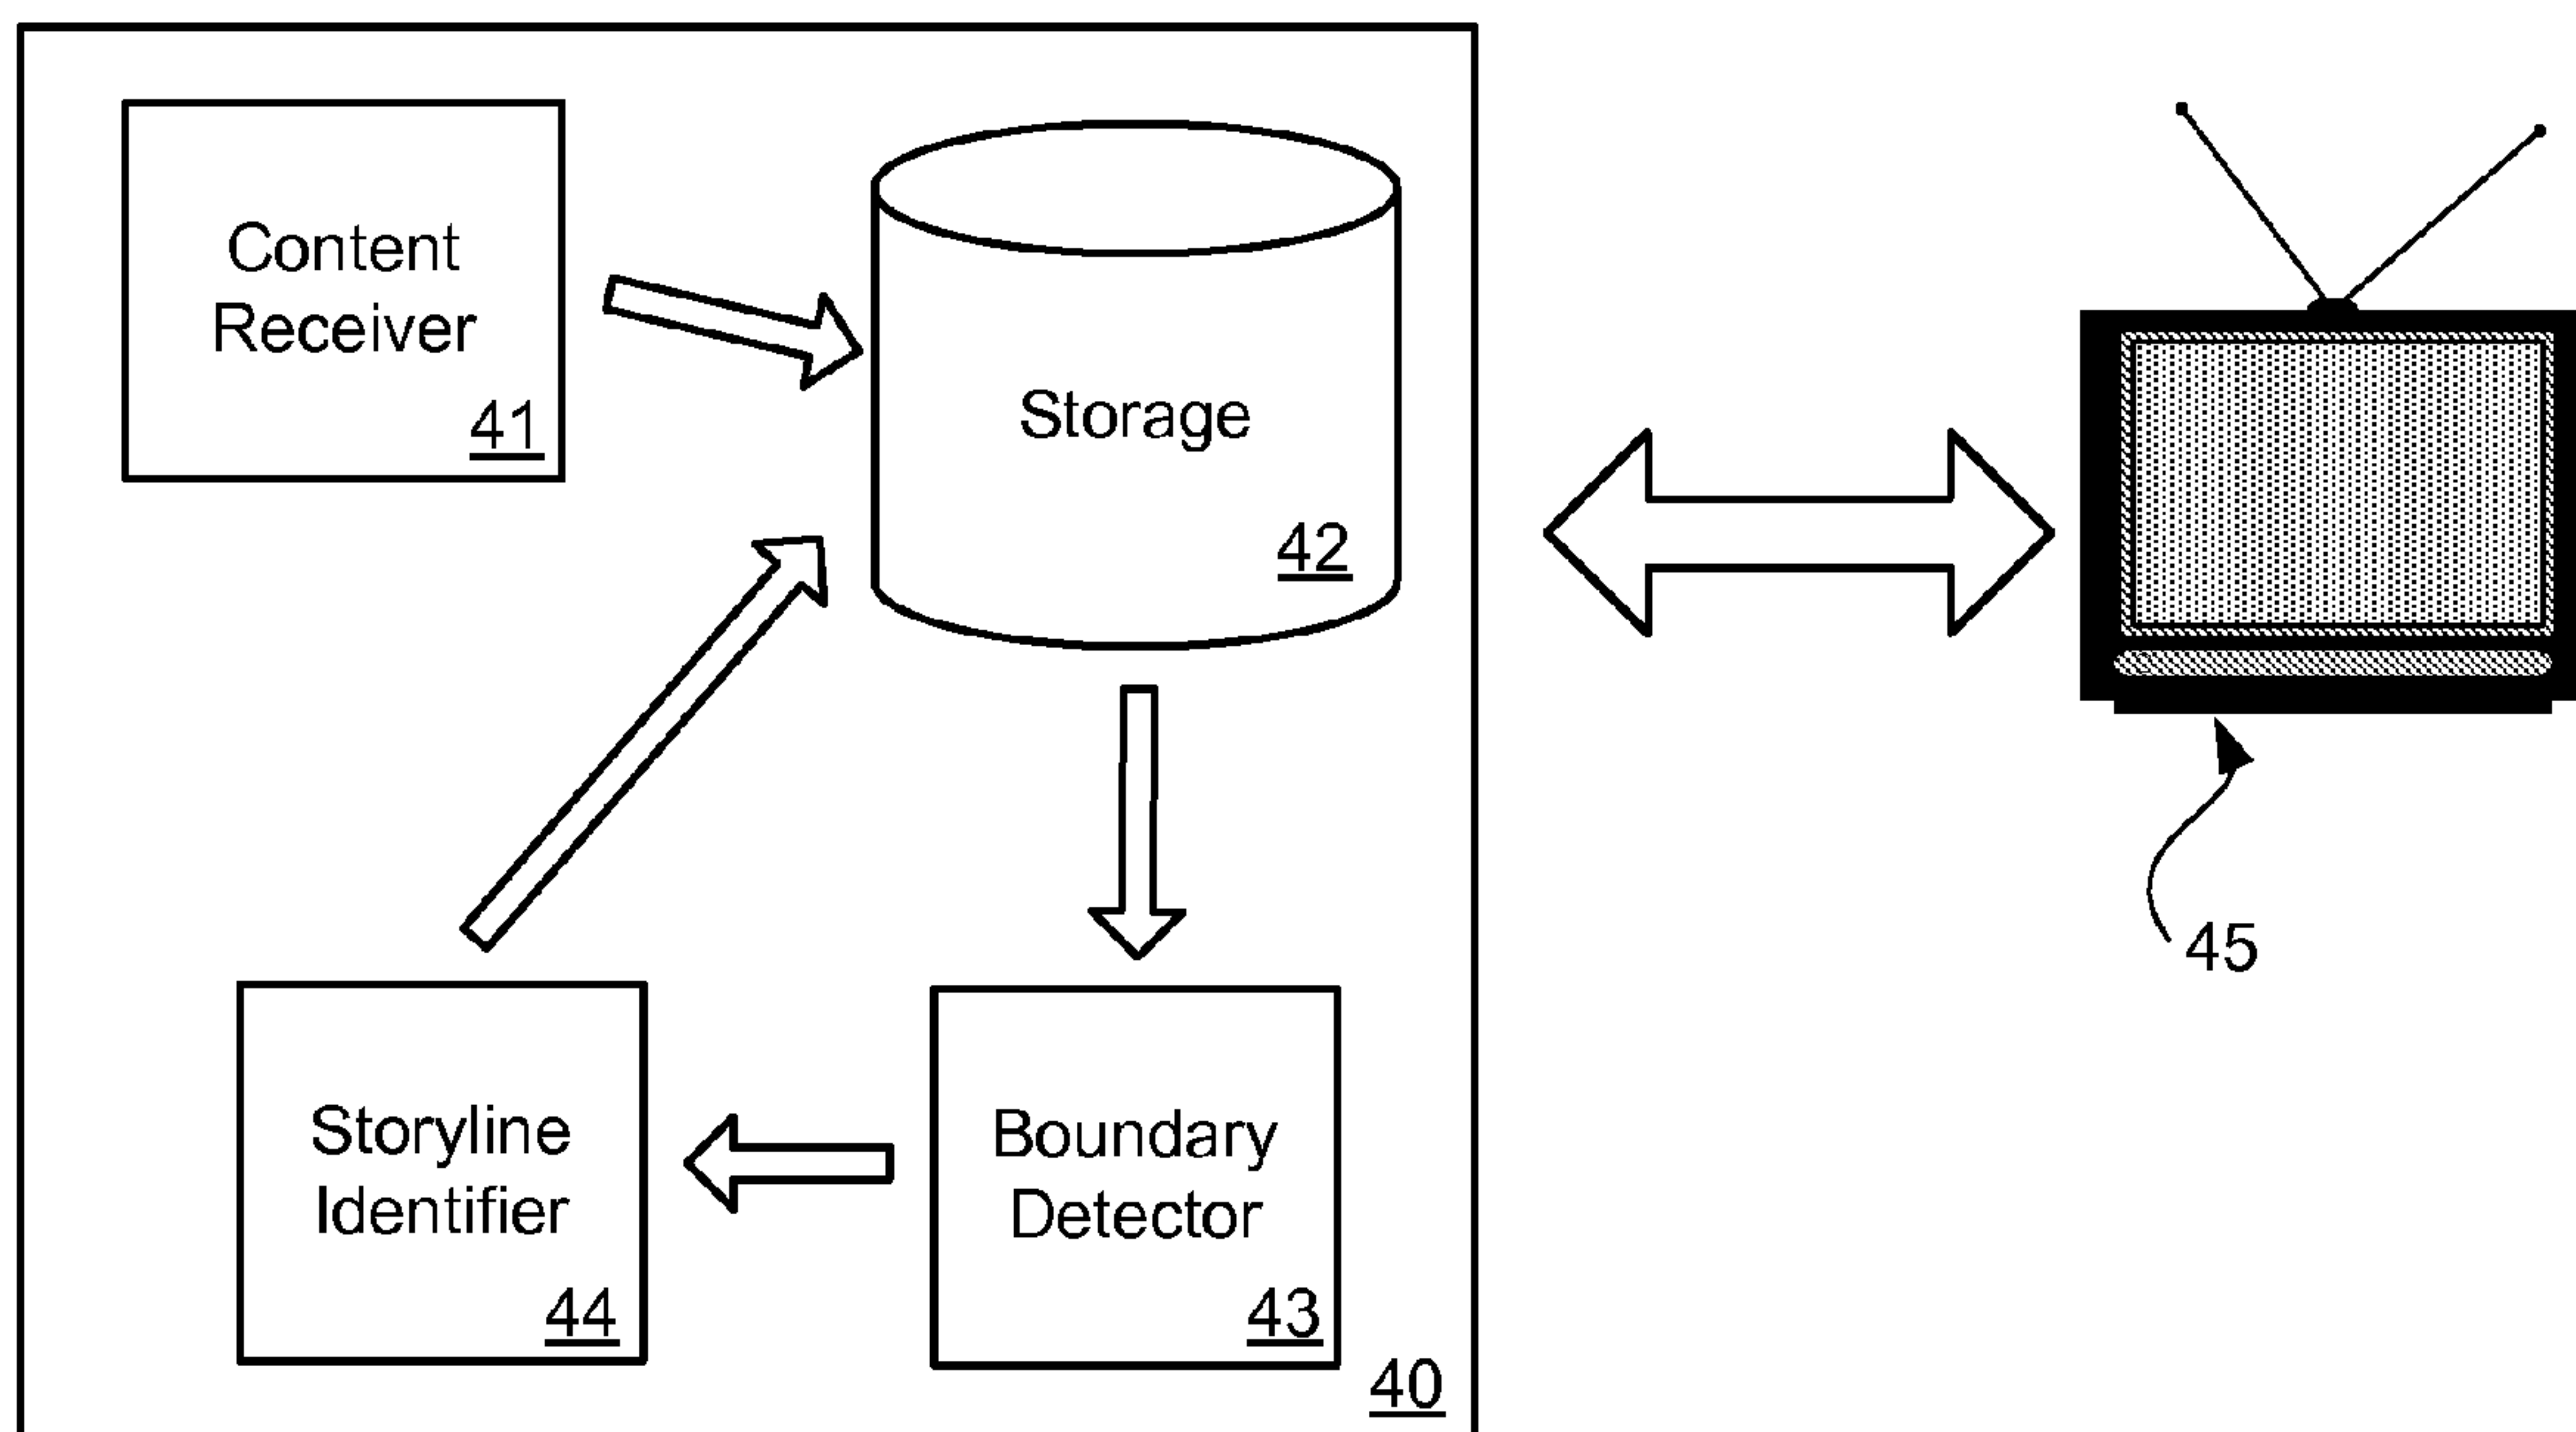 Content
Receiver
41
Storage
42
45
Storyline
Identifier
44
Boundary
Detector
43
40